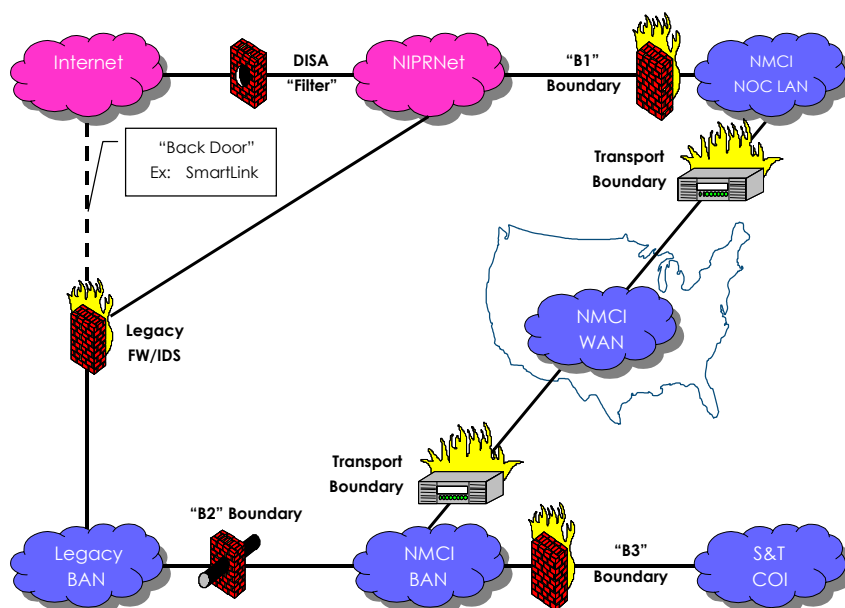 Internet
DISA
"Filter"
NIPRNet
"B1"
Boundary
NMCI
NOC LAN
"Back Door"
Ex: SmartLink
Transport
Boundary
Legacy
FW/IDS
NMCI
WAN
Transport
Boundary
"B2" Boundary
Legacy
BAN
NMCI
BAN
"B3"
Boundary
S&T
COI